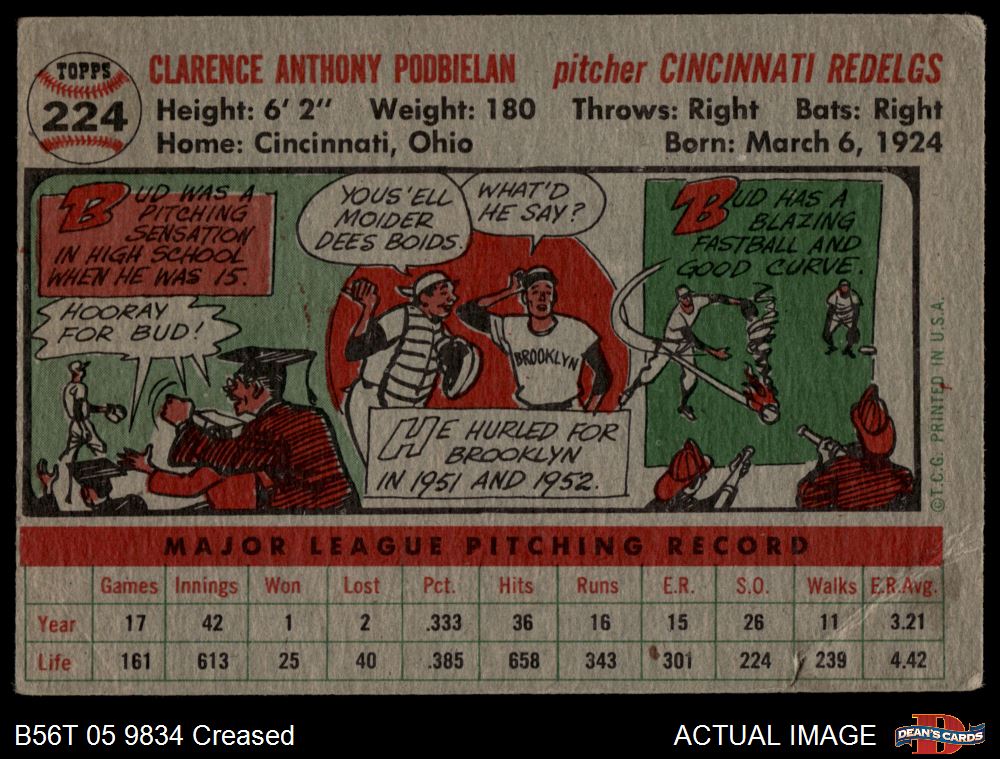 TOPPS
224
CLARENCE ANTHONY PODBIELAN pitcher CINCINNATI REDELGS
Height: 6' 2" Weight: 180 Throws: Right Bats: Right
Home: Cincinnati, Ohio Born: March 6, 1924
BUD WAS A
PITCHING
SENSATION
IN HIGH SCHOOL
WHEN HE WAS 15.
HOORAY
FOR BUD!
YOUS'ELL
MOIDER
DEES BOIDS.
WHAT'D
HE SAY?
BROOKLYN
HE HURLED FOR
BROOKLYN
IN 1951 AND 1952.
BUD HAS A
BLAZING
FASTBALL AND
GOOD CURVE.
©T.C.G. PRINTED IN U.S.A.
MAJOR LEAGUE PITCHING RECORD
Games Innings Won Lost Pct. Hits Runs E.R. S.O. Walks E.R.Avg.
Year 17 42 1 2 .333 36 16 15 26 11 3.21
Life 161 613 25 40 .385 658 343 301 224 239 4.42
B56T 05 9834 Creased ACTUAL IMAGE
D
DEAN'S CARDS